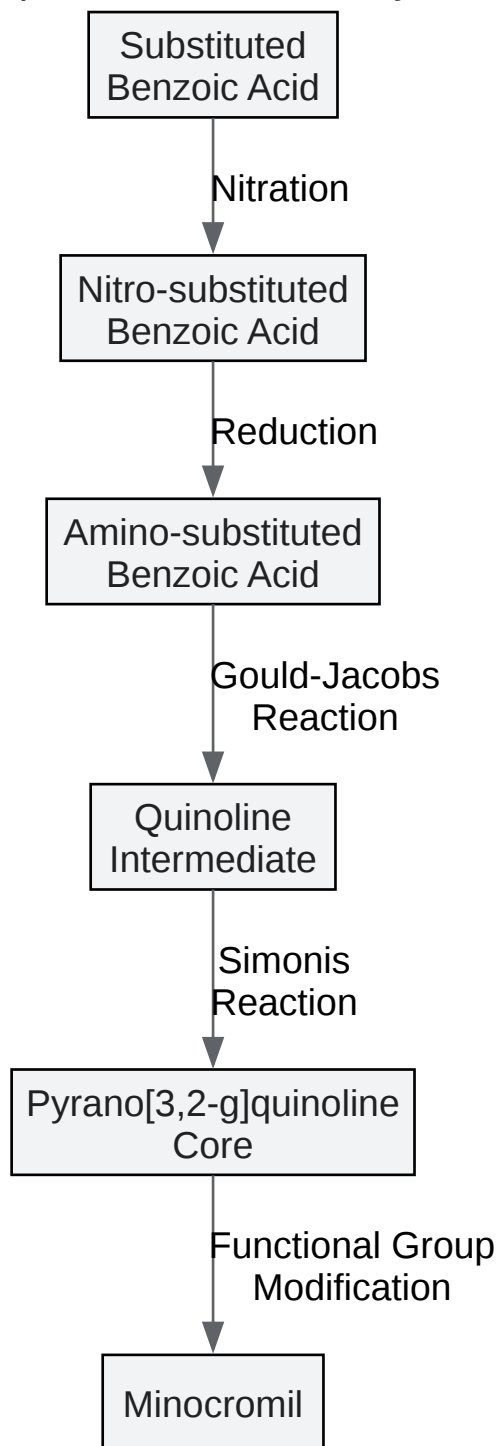 Substituted
Benzoic Acid
Nitration
Nitro-substituted
Benzoic Acid
Reduction
Amino-substituted
Benzoic Acid
Gould-Jacobs
Reaction
Quinoline
Intermediate
Simonis
Reaction
Pyrano[3,2-g]quinoline
Core
Functional Group
Modification
Minocromil